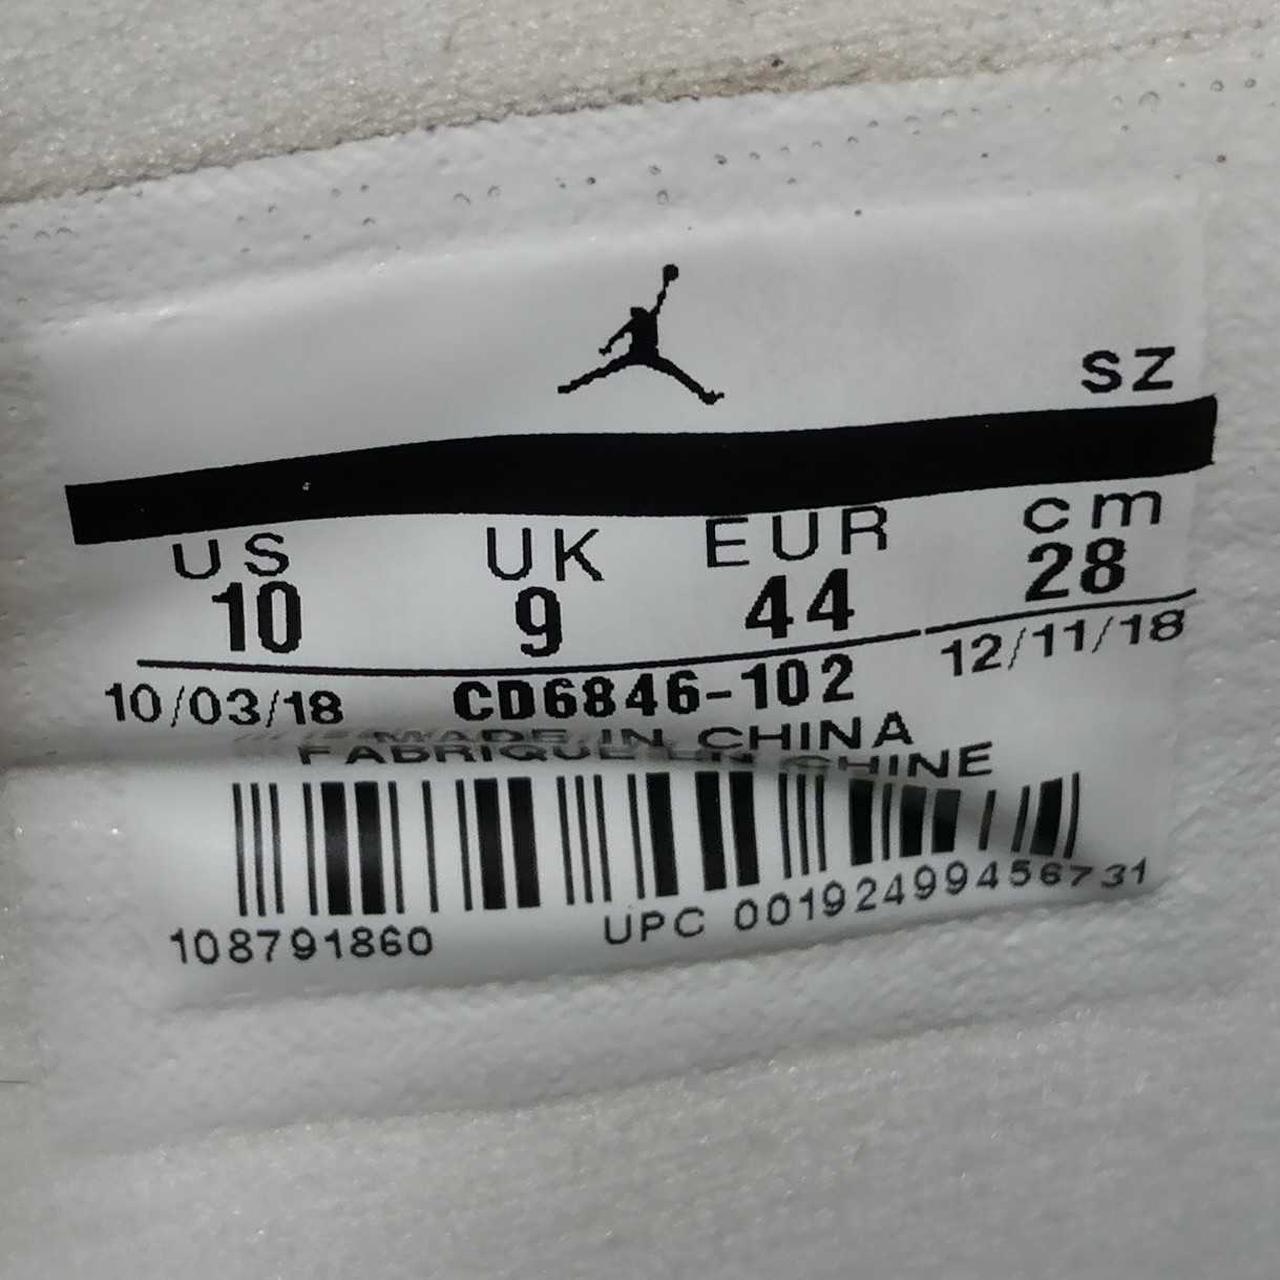 SZ
US UK EUR cm
10 9 44 28
10/03/18 CD6846-102 12/11/18
MADE IN CHINA
FABRIQUE EN CHINE
108791860 UPC 00192499456731